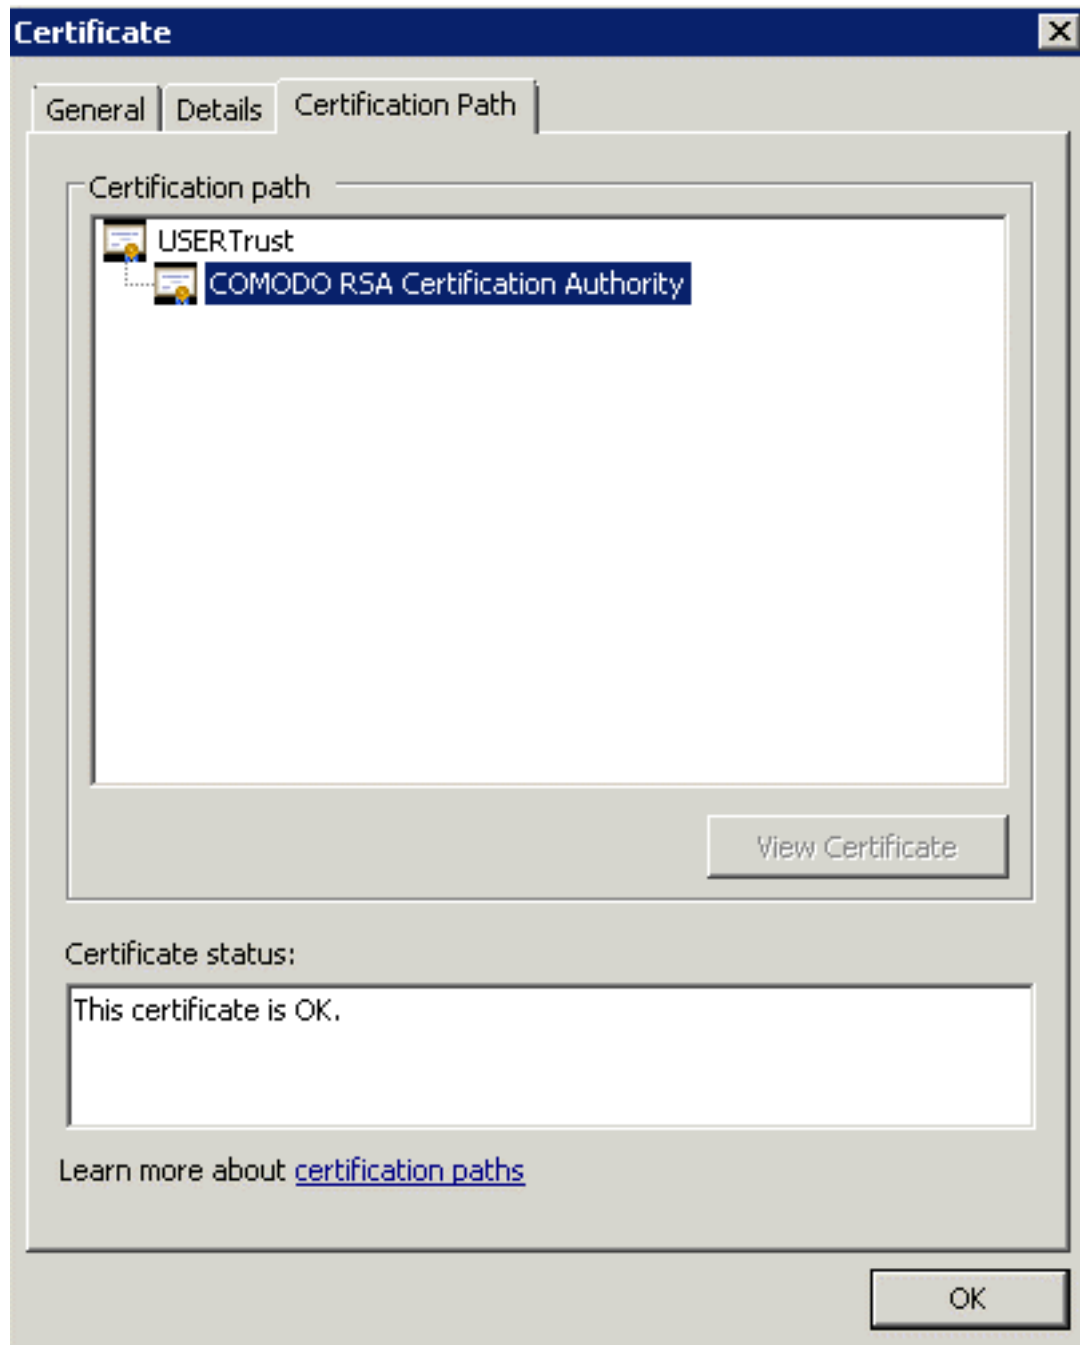 Certificate
General Details Certification Path
Certification path
USERTrust
COMODO RSA Certification Authority
View Certificate
Certificate status:
This certificate is OK.
Learn more about certification paths
OK